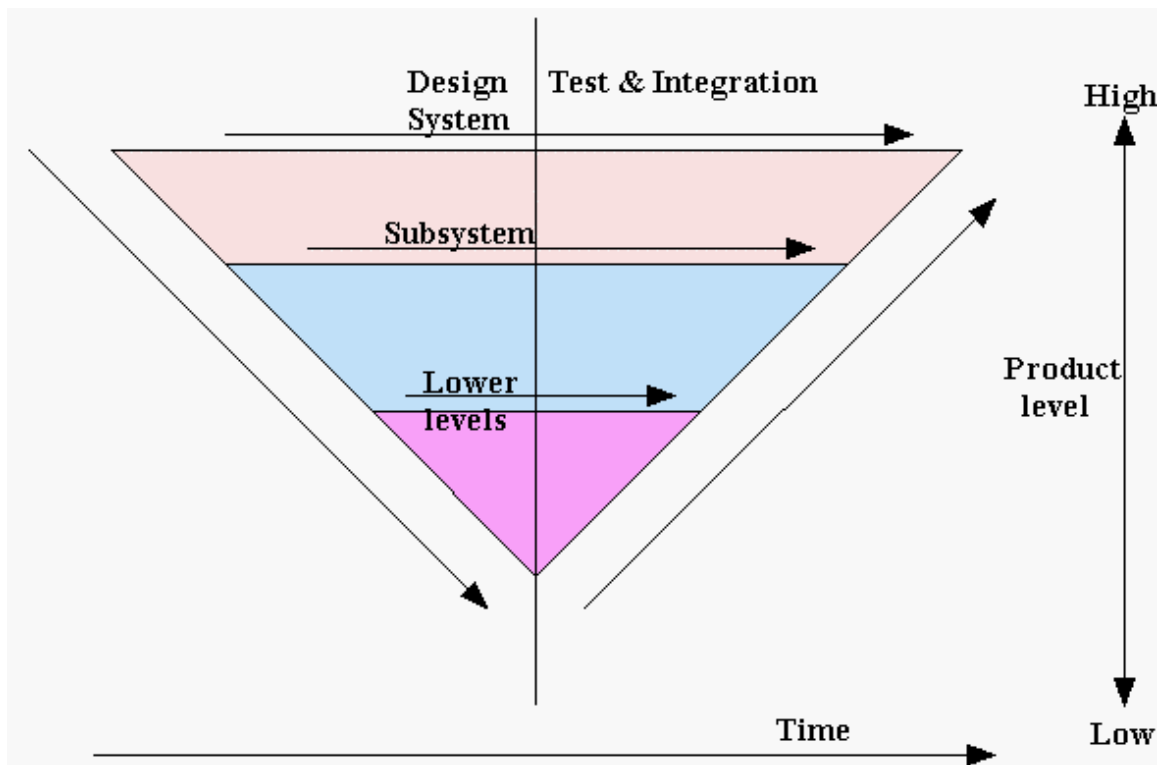 Design
Test & Integration
System
High
Subsystem
Product
level
Lower
levels
Time
Low